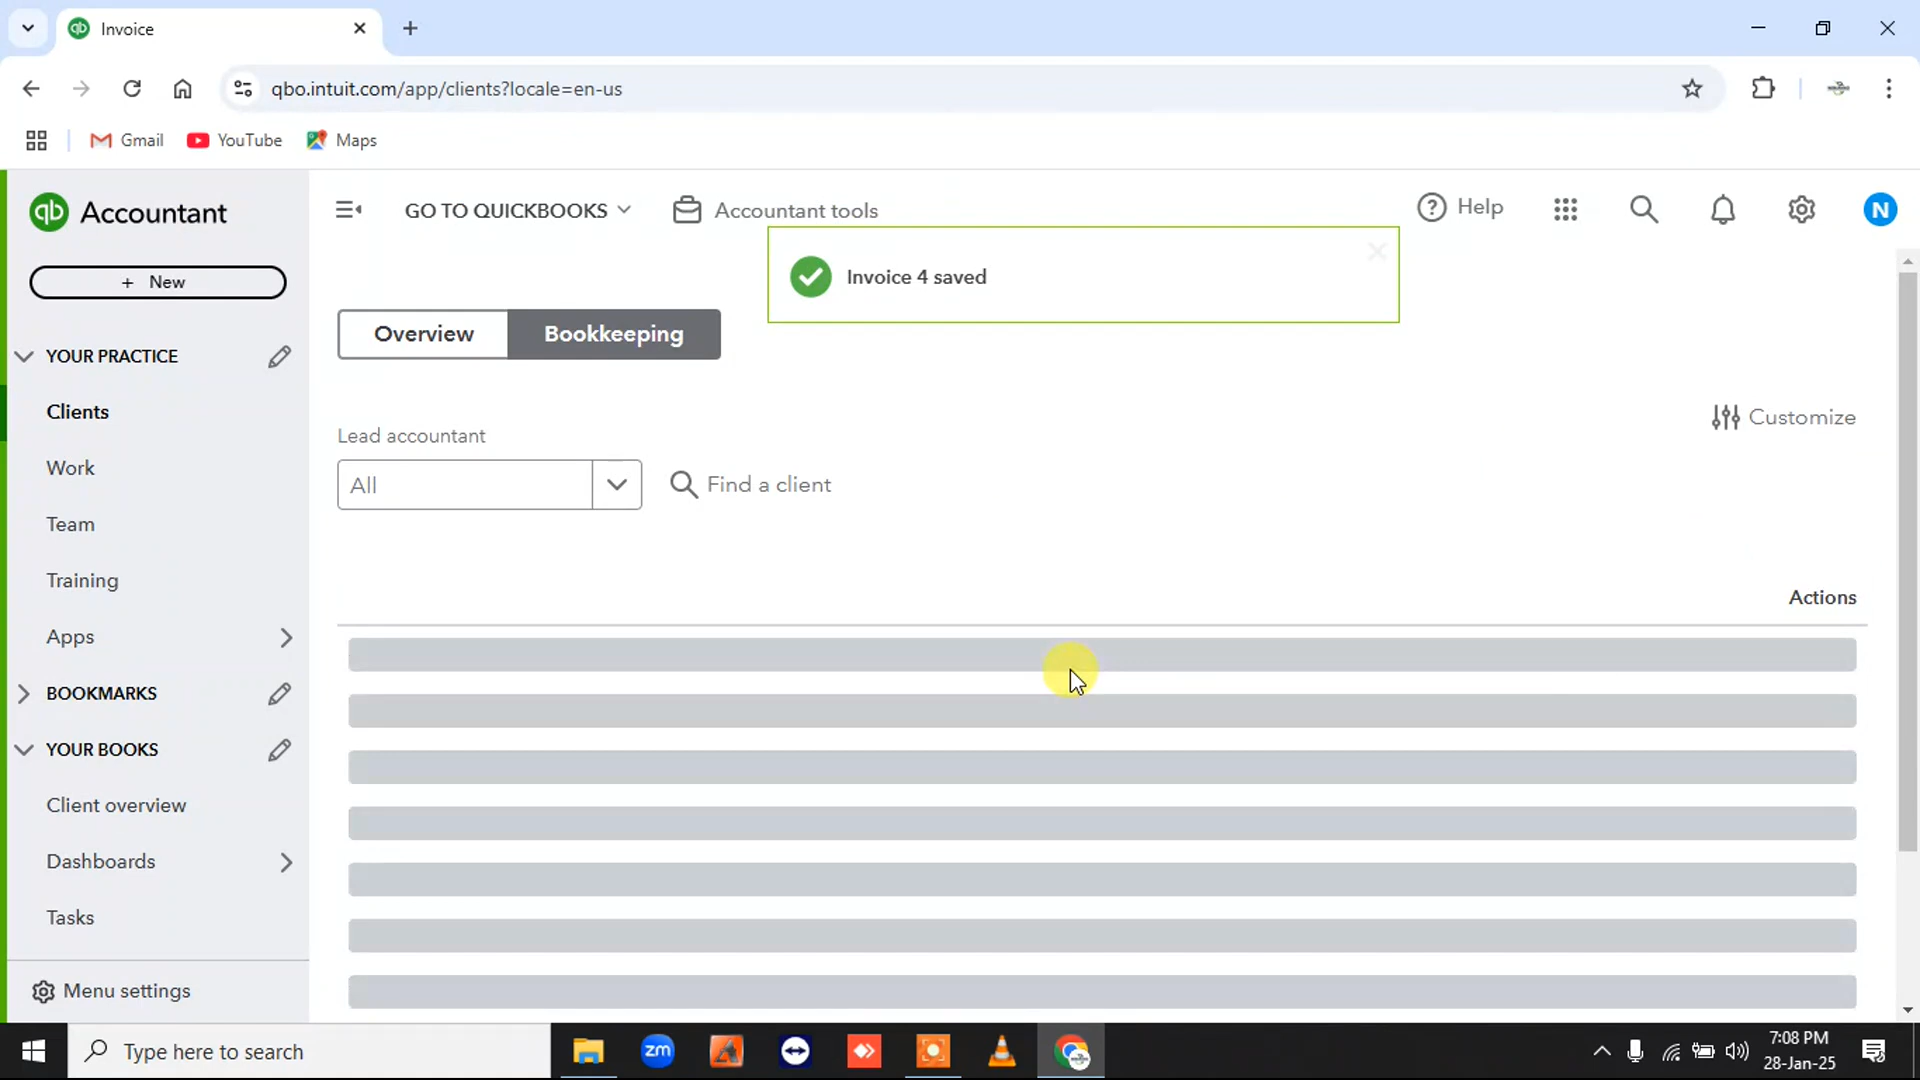 Invoice
qbo.intuit.com/app/clients?locale=en-us
Gmail YouTube Maps
qb Accountant
GO TO QUICKBOOKS Accountant tools Help N
Invoice 4 saved
+ New
Overview Bookkeeping
YOUR PRACTICE
Clients
Work
Team
Training
Apps
BOOKMARKS
YOUR BOOKS
Client overview
Dashboards
Tasks
Menu settings
Customize
Lead accountant
All Find a client
Actions
Type here to search
zm
7:08 PM
28-Jan-25